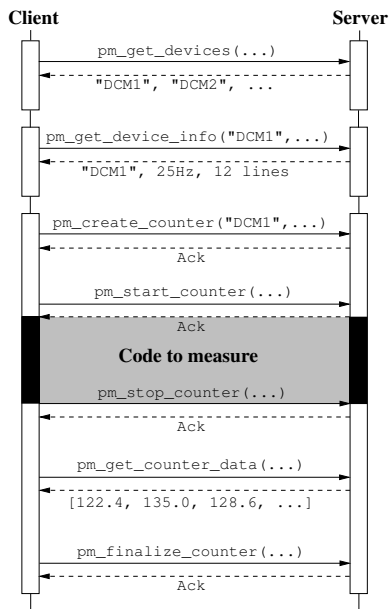 Client Server
pm_get_devices(...)
"DCM1", "DCM2", ...
pm_get_device_info("DCM1",...)
"DCM1", 25Hz, 12 lines
pm_create_counter("DCM1",...)
Ack
pm_start_counter(...)
Ack
Code to measure
pm_stop_counter(...)
Ack
pm_get_counter_data(...)
[122.4, 135.0, 128.6, ...]
pm_finalize_counter(...)
Ack